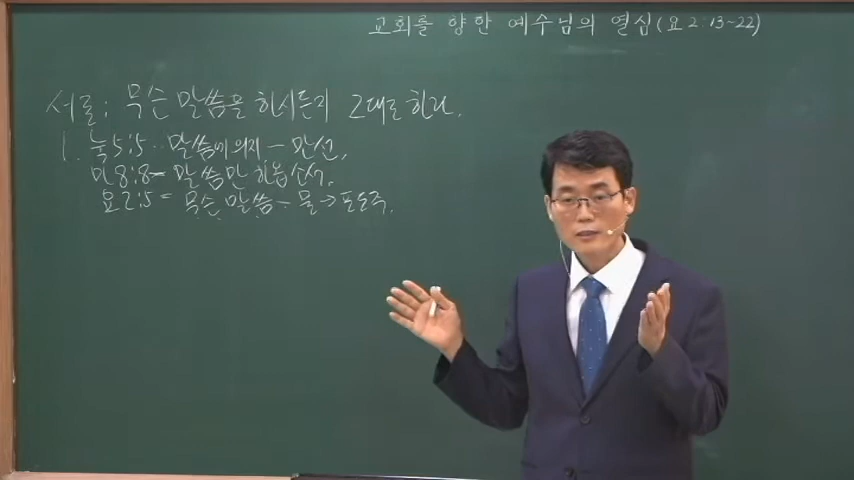 교회를 향한 예수님의 열심(요 2:13~22)
서론: 무슨 말씀을 하시든지 그대로 하라.
1. 눅5:5 - 말씀에 의지 - 만선.
마8:8 - 말씀만 하옵소서.
요2:5 = 무슨 말씀 - 물→포도주.